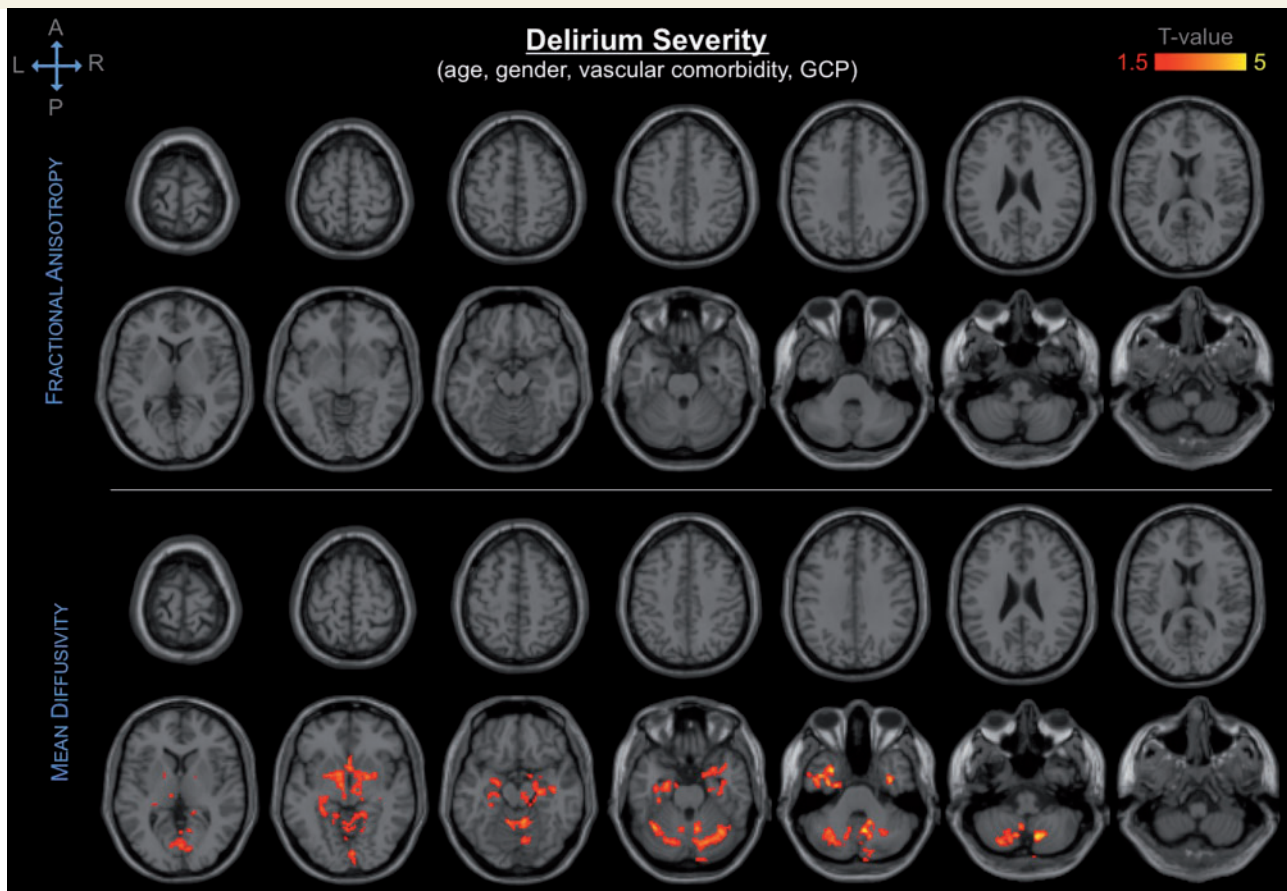 A
L R
P
Delirium Severity
(age, gender, vascular comorbidity, GCP)
T-value
1.5 5
FRACTIONAL ANISOTROPY
MEAN DIFFUSIVITY